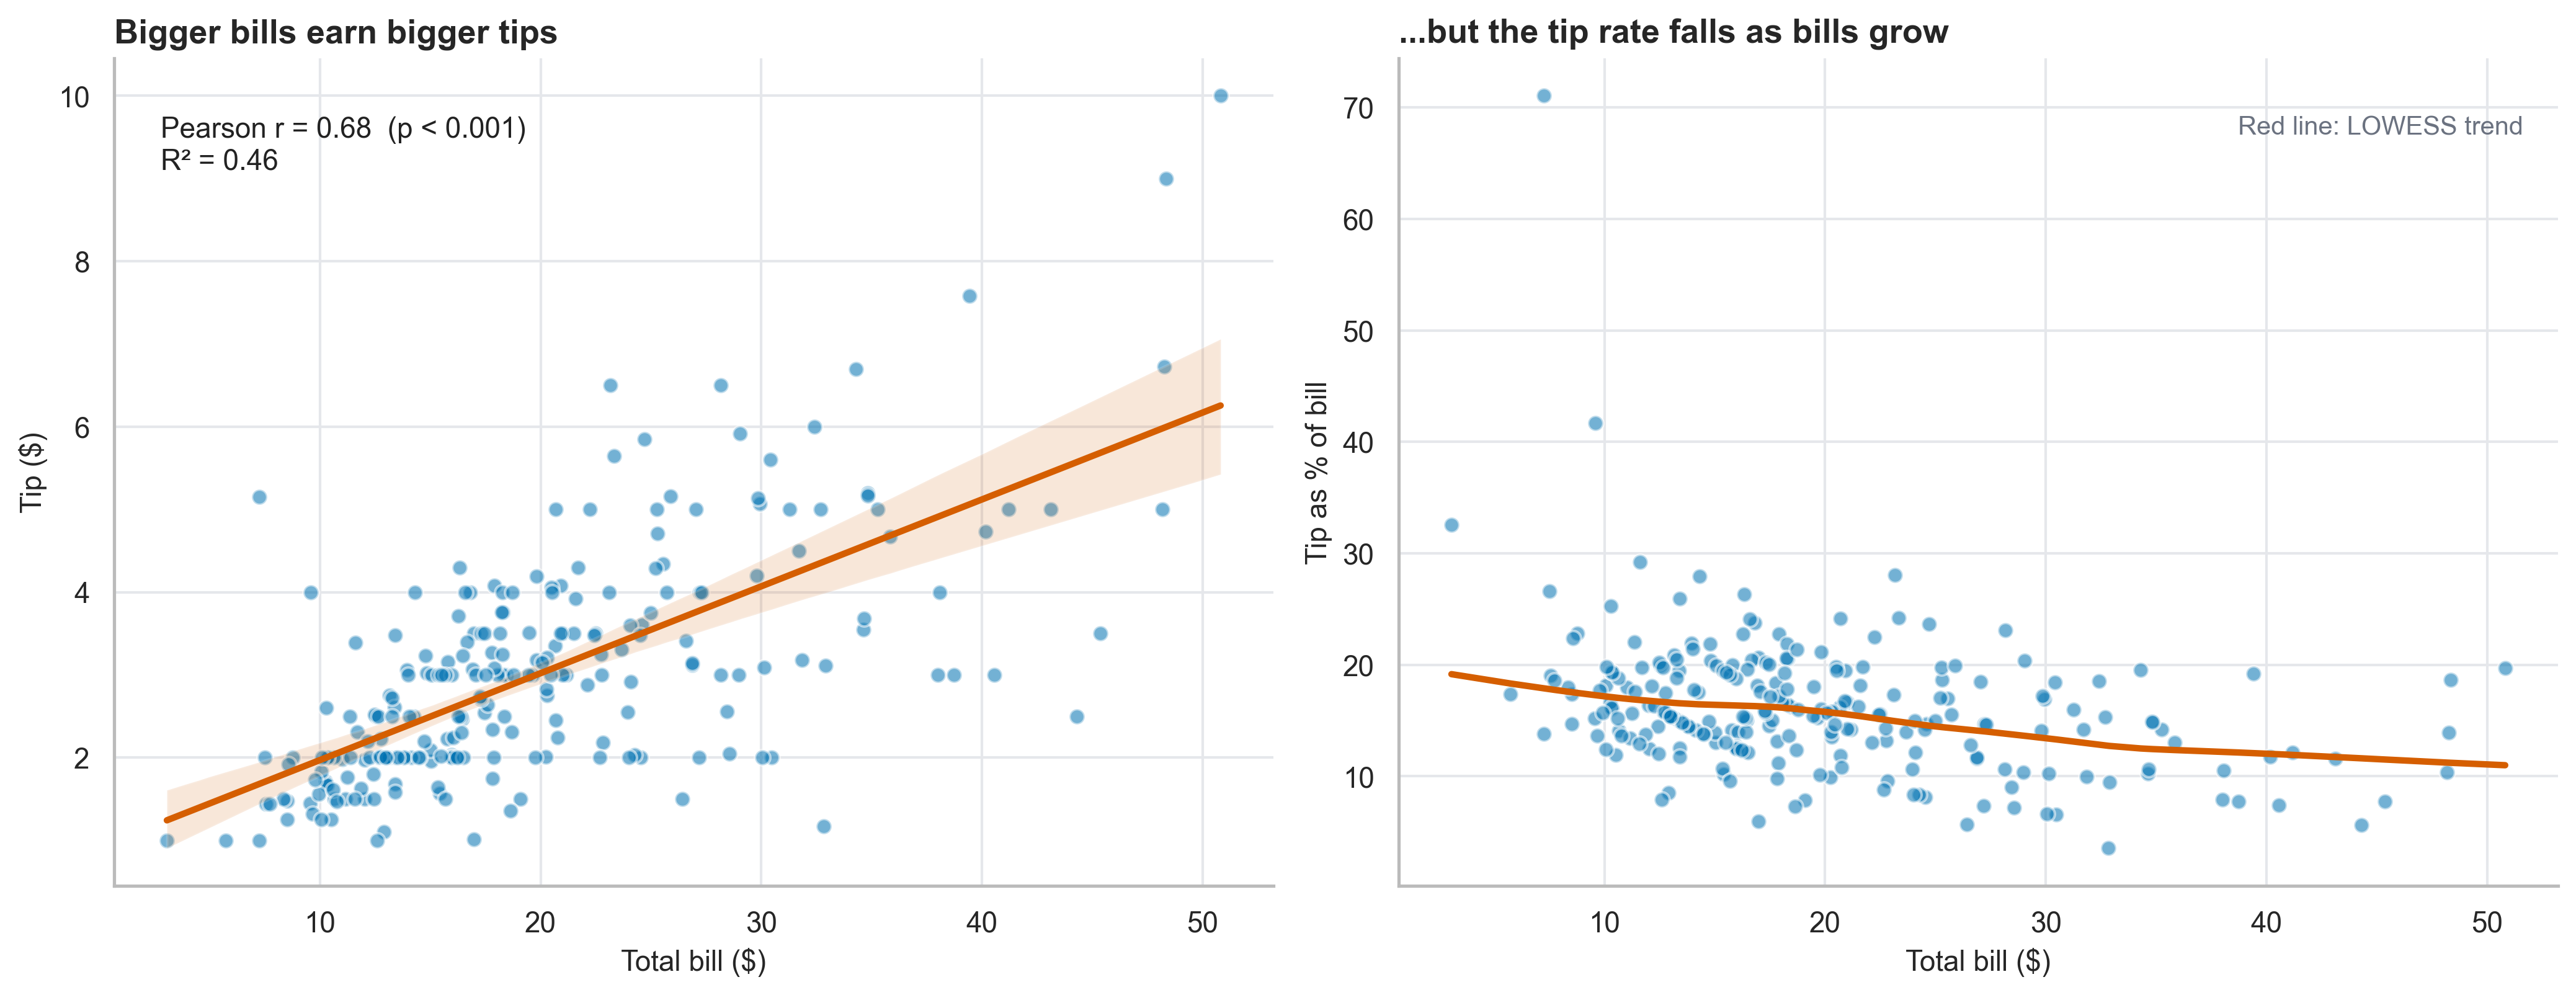 Bigger bills earn bigger tips
Pearson r = 0.68  (p < 0.001)
R² = 0.46
Tip ($)
10
8
6
4
2
10
20
30
40
50
Total bill ($)
...but the tip rate falls as bills grow
Red line: LOWESS trend
Tip as % of bill
70
60
50
40
30
20
10
10
20
30
40
50
Total bill ($)